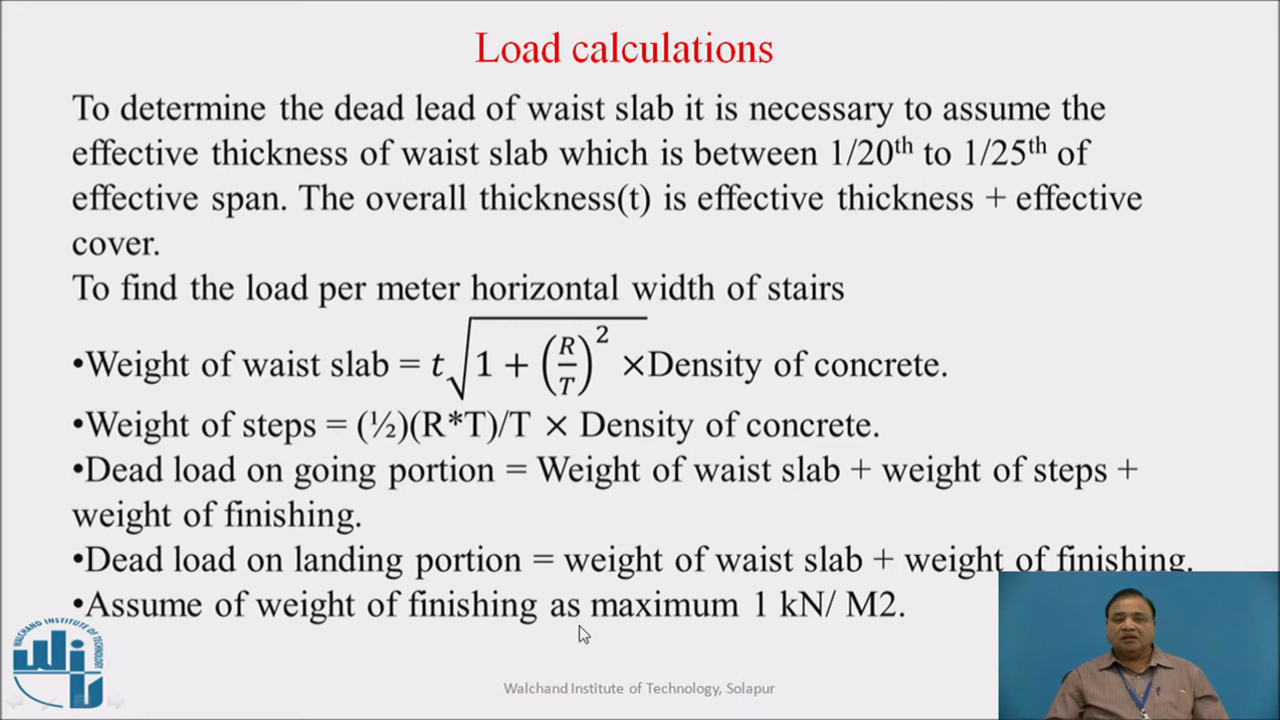 Load calculations
To determine the dead lead of waist slab it is necessary to assume the
effective thickness of waist slab which is between 1/20th to 1/25th of
effective span. The overall thickness(t) is effective thickness + effective
cover.
To find the load per meter horizontal width of stairs
•Weight of waist slab = t√(1 + (R/T)²) ×Density of concrete.
•Weight of steps = (½)(R*T)/T × Density of concrete.
•Dead load on going portion = Weight of waist slab + weight of steps +
weight of finishing.
•Dead load on landing portion = weight of waist slab + weight of finishing.
•Assume of weight of finishing as maximum 1 kN/ M2.
WALCHAND INSTITUTE OF TECHNOLOGY
WiT
Walchand Institute of Technology, Solapur